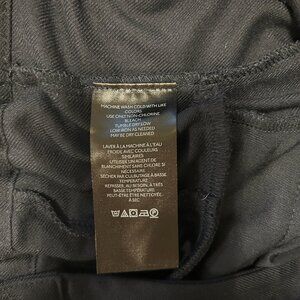 MACHINE WASH COLD WITH LIKE
COLORS
USE ONLY NON-CHLORINE
BLEACH
TUMBLE DRY LOW
LOW IRON AS NEEDED
MAY BE DRY CLEANED
LAVER À LA MACHINE À L'EAU
FROIDE AVEC COULEURS
SIMILAIRES
UTILISER UN AGENT DE
BLANCHIMENT SANS CHLORE SI
NÉCESSAIRE
SÉCHER PAR CULBUTAGE À BASSE
TEMPÉRATURE
REPASSER, AU BESOIN, À TRÈS
BASSE TEMPÉRATURE
PEUT-ÊTRE ÊTRE NETTOYÉE
À SEC